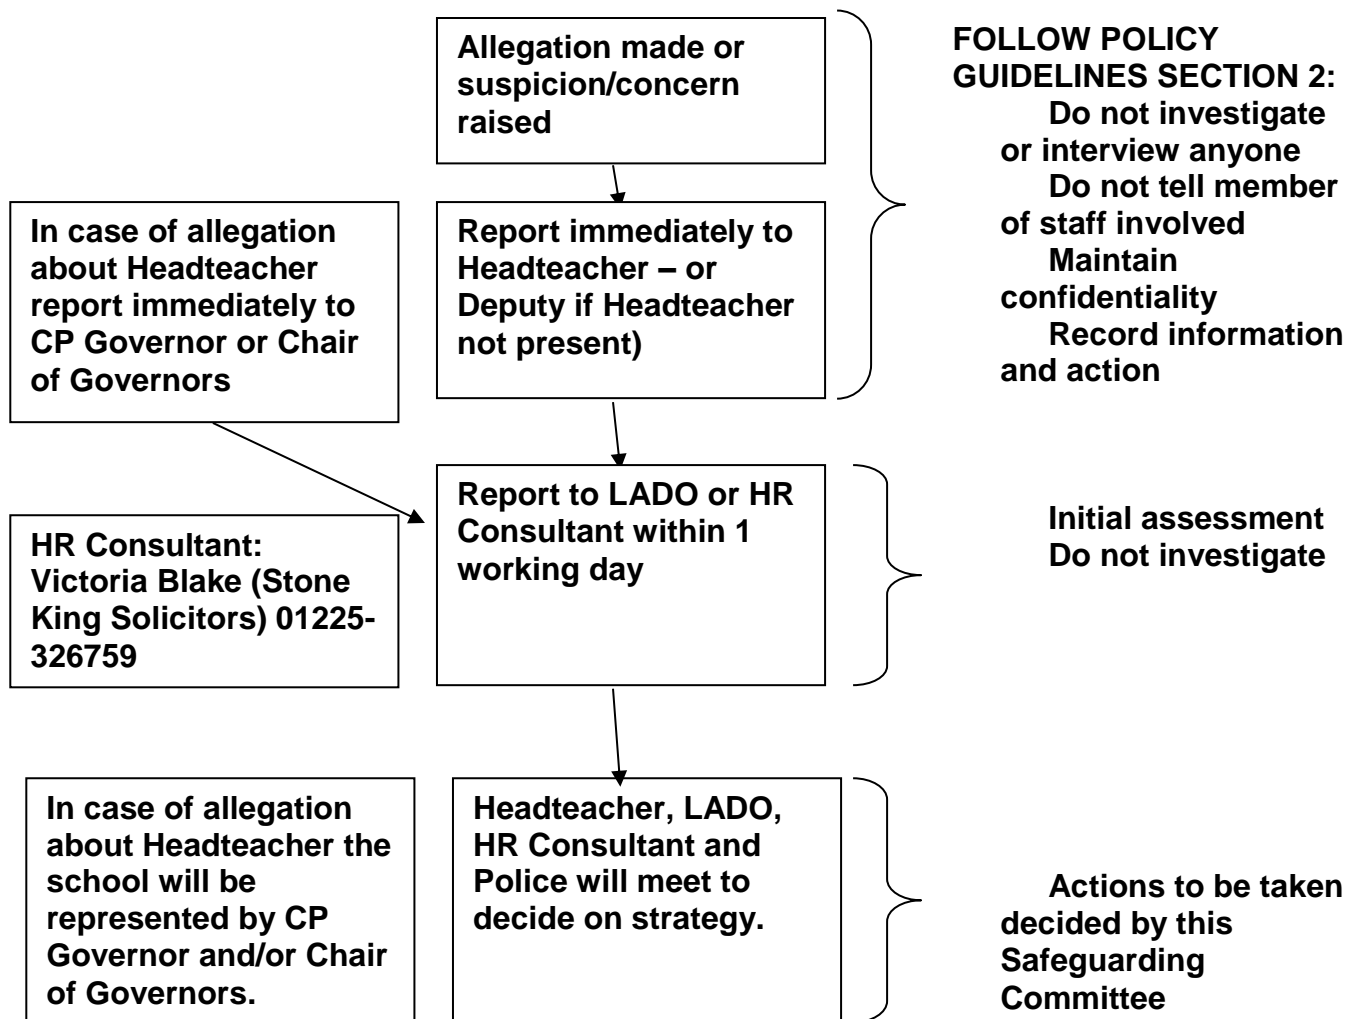 Allegation made or
suspicion/concern
raised
FOLLOW POLICY
GUIDELINES SECTION 2:
Do not investigate
or interview anyone
Do not tell member
of staff involved
Maintain
confidentiality
Record information
and action
In case of allegation
about Headteacher
report immediately to
CP Governor or Chair
of Governors
Report immediately to
Headteacher – or
Deputy if Headteacher
not present)
Report to LADO or HR
Consultant within 1
working day
Initial assessment
Do not investigate
HR Consultant:
Victoria Blake (Stone
King Solicitors) 01225-
326759
In case of allegation
about Headteacher the
school will be
represented by CP
Governor and/or Chair
of Governors.
Headteacher, LADO,
HR Consultant and
Police will meet to
decide on strategy.
Actions to be taken
decided by this
Safeguarding
Committee